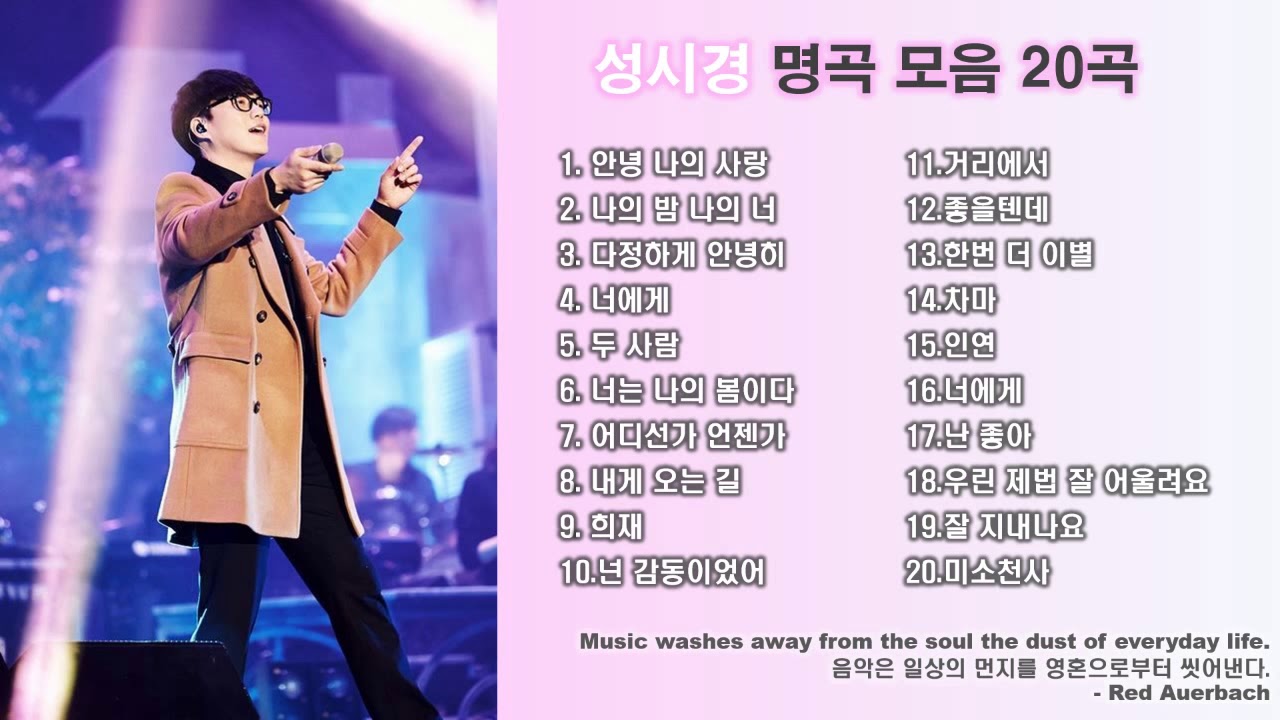 성시경 명곡 모음 20곡
1. 안녕 나의 사랑
2. 나의 밤 나의 너
3. 다정하게 안녕히
4. 너에게
5. 두 사람
6. 너는 나의 봄이다
7. 어디선가 언젠가
8. 내게 오는 길
9. 희재
10.넌 감동이었어
11.거리에서
12.좋을텐데
13.한번 더 이별
14.차마
15.인연
16.너에게
17.난 좋아
18.우린 제법 잘 어울려요
19.잘 지내나요
20.미소천사
Music washes away from the soul the dust of everyday life.
음악은 일상의 먼지를 영혼으로부터 씻어낸다.
- Red Auerbach